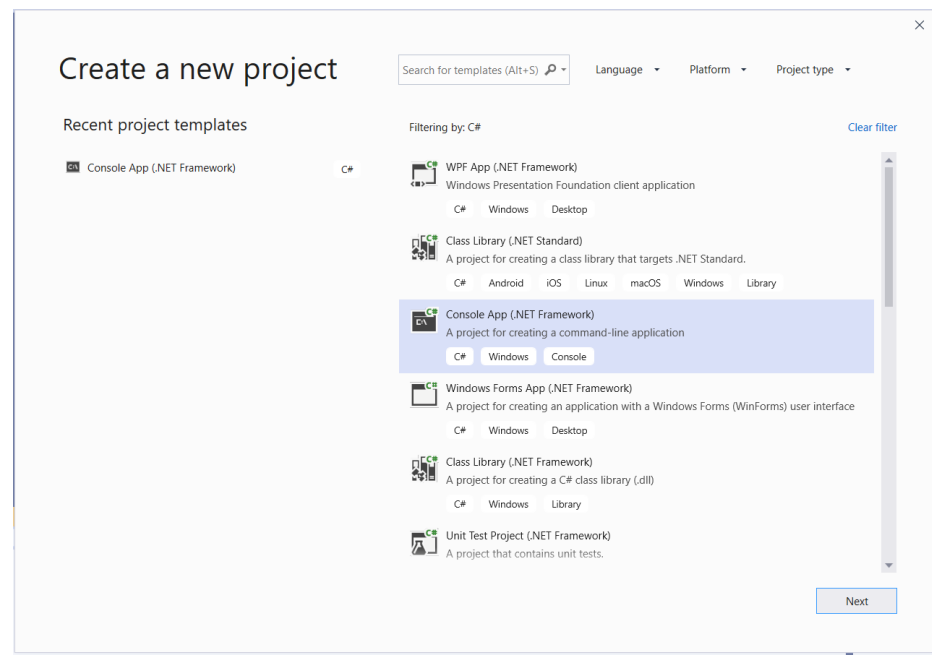 Create a new project
Search for templates (Alt+S)
Language
Platform
Project type
Recent project templates
Console App (.NET Framework)
C#
Filtering by: C#
Clear filter
WPF App (.NET Framework)
Windows Presentation Foundation client application
C# Windows Desktop
Class Library (.NET Standard)
A project for creating a class library that targets .NET Standard.
C# Android iOS Linux macOS Windows Library
Console App (.NET Framework)
A project for creating a command-line application
C# Windows Console
Windows Forms App (.NET Framework)
A project for creating an application with a Windows Forms (WinForms) user interface
C# Windows Desktop
Class Library (.NET Framework)
A project for creating a C# class library (.dll)
C# Windows Library
Unit Test Project (.NET Framework)
A project that contains unit tests.
Next